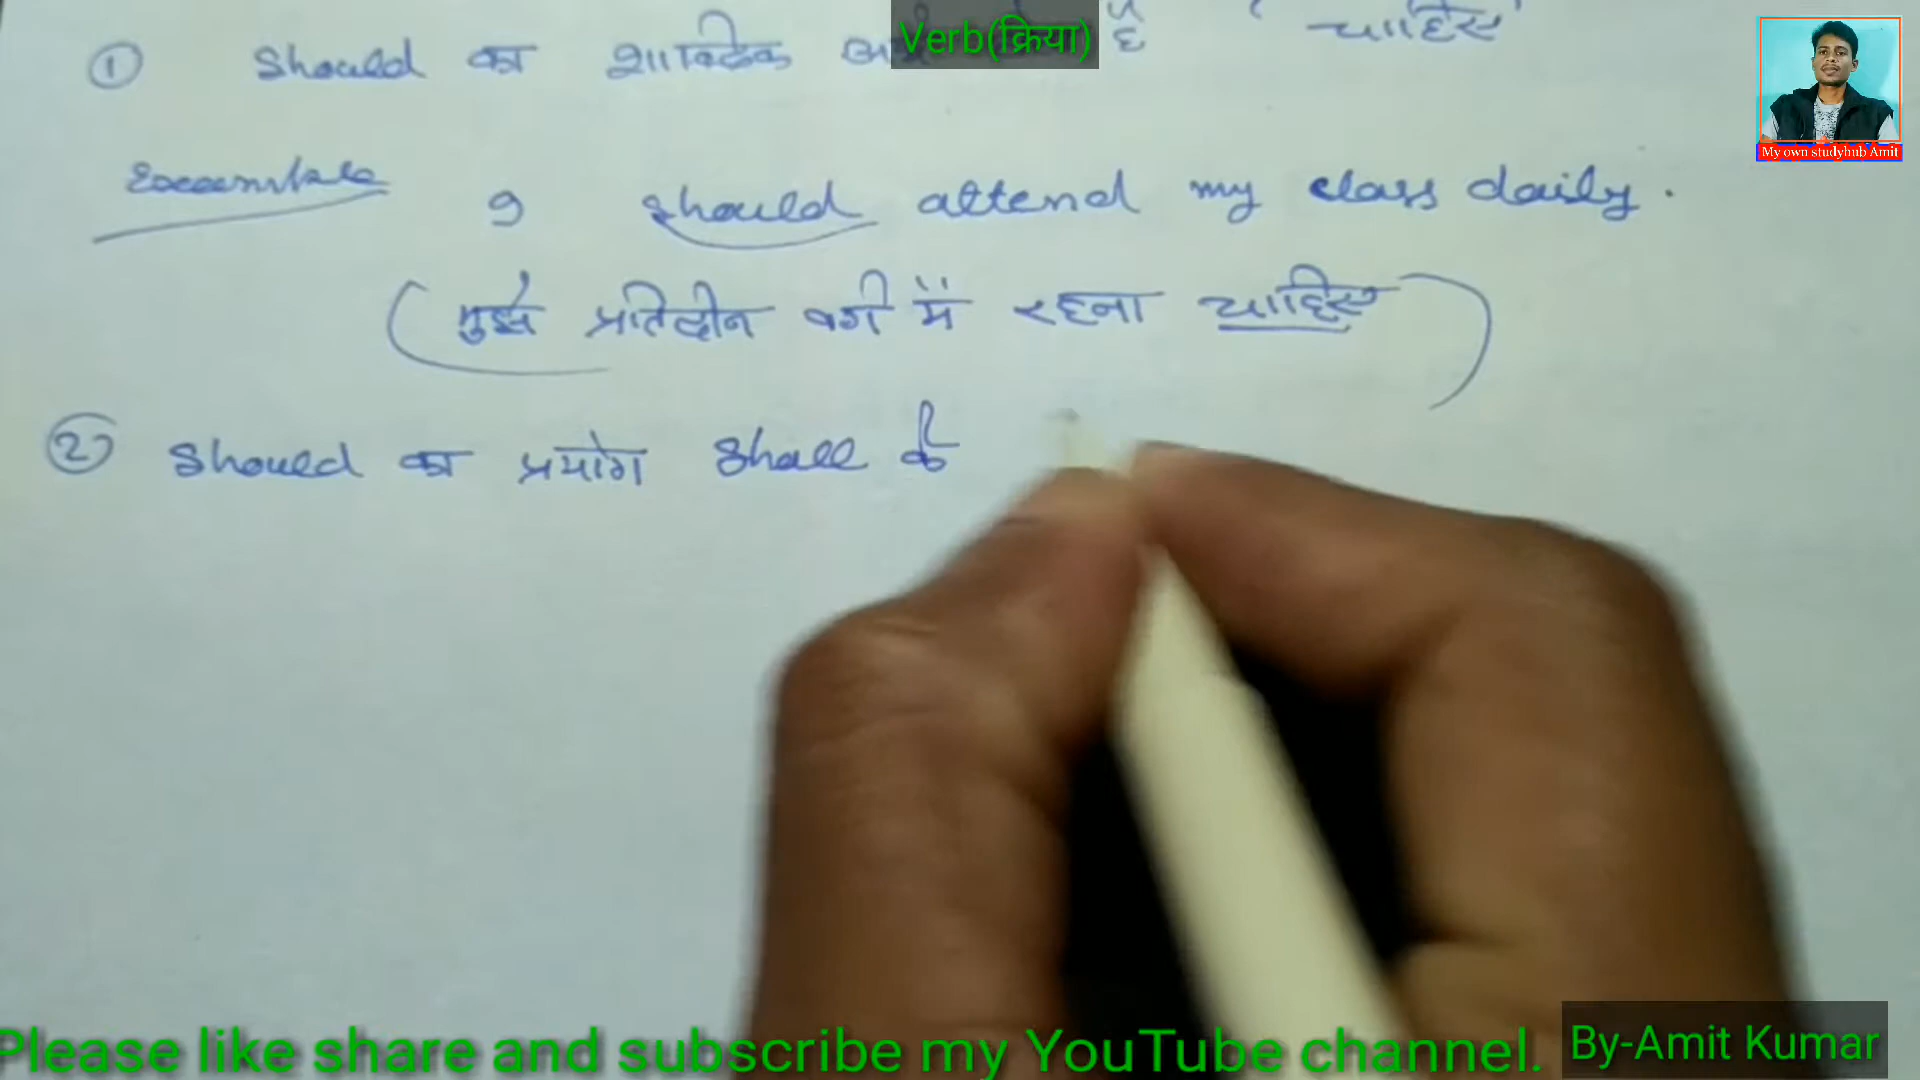 Verb(क्रिया)
① Should का शाब्दिक है चाहिए
My own studyhub Amit
Example I should attend my class daily.
(मुझे प्रतिदीन वर्ग में रहना चाहिए)
② Should का प्रयोग Shall के
Please like share and subscribe my YouTube channel.
By-Amit Kumar